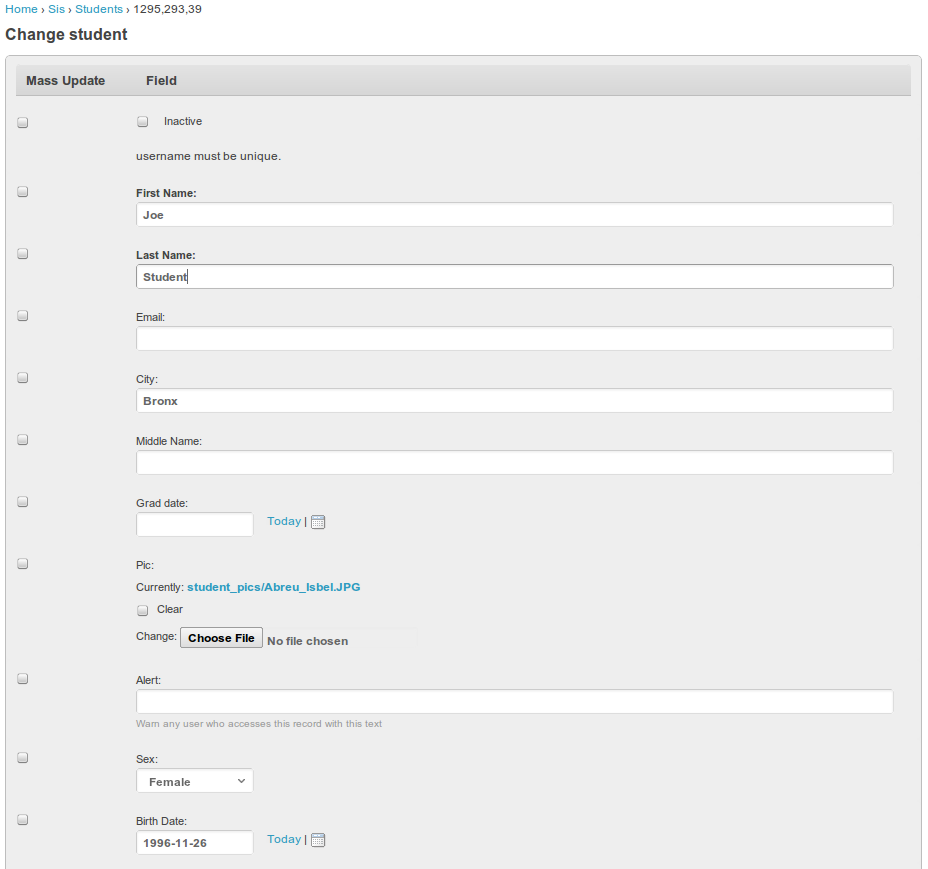 Home › Sis › Students › 1295,293,39
Change student
Mass Update Field
Inactive
username must be unique.
First Name:
Joe
Last Name:
Student
Email:
City:
Bronx
Middle Name:
Grad date:
Today |
Pic:
Currently: student_pics/Abreu_Isbel.JPG
Clear
Change: Choose File No file chosen
Alert:
Warn any user who accesses this record with this text
Sex:
Female
Birth Date:
1996-11-26 Today |